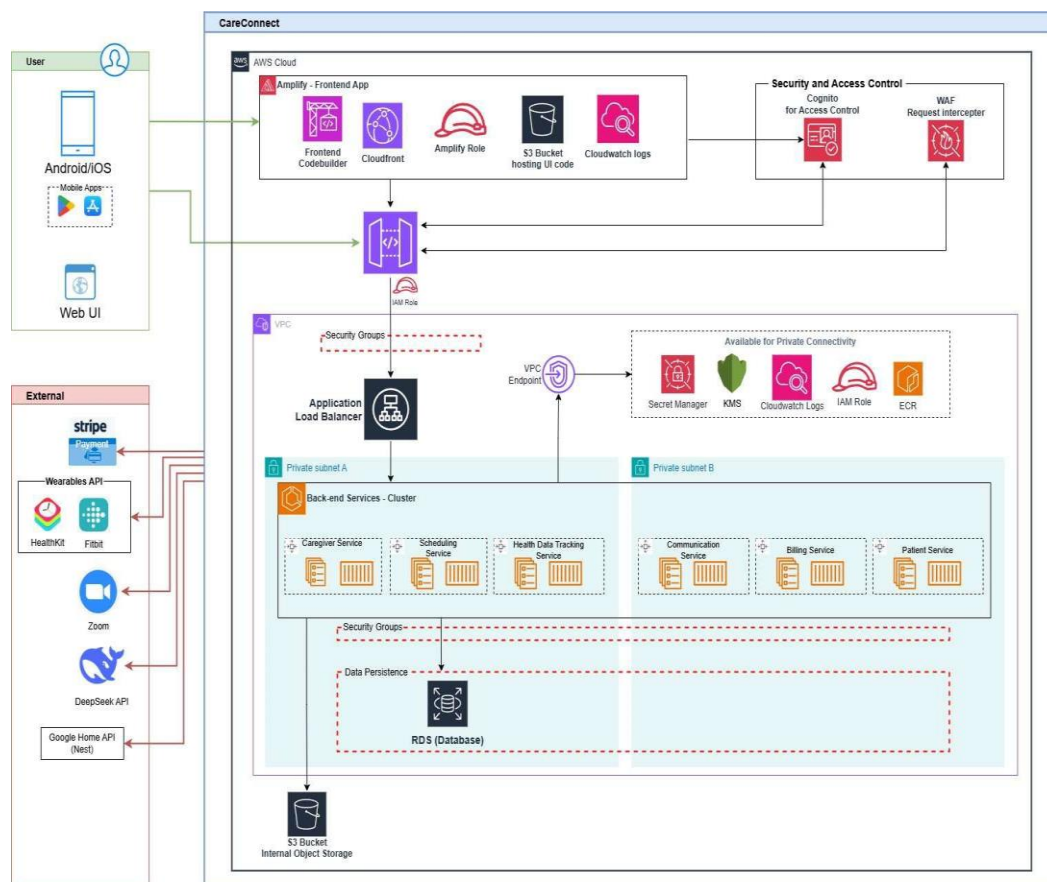 CareConnect
User
Android/iOS
Mobile Apps
Web UI
External
stripe
Payment
Wearables API
HealthKit
Fitbit
Zoom
DeepSeek API
Google Home API
(Nest)
aws
AWS Cloud
Amplify - Frontend App
Frontend
Codebuilder
Cloudfront
Amplify Role
S3 Bucket
hosting UI code
Cloudwatch logs
Security and Access Control
Cognito
for Access Control
WAF
Request intercepter
IAM Role
VPC
Security Groups
Application
Load Balancer
VPC
Endpoint
Available for Private Connectivity
Secret Manager
KMS
Cloudwatch Logs
IAM Role
ECR
Private subnet A
Private subnet B
Back-end Services - Cluster
Caregiver Service
Scheduling
Service
Health Data Tracking
Service
Communication
Service
Billing Service
Patient Service
Security Groups
Data Persistence
RDS (Database)
S3 Bucket
Internal Object Storage